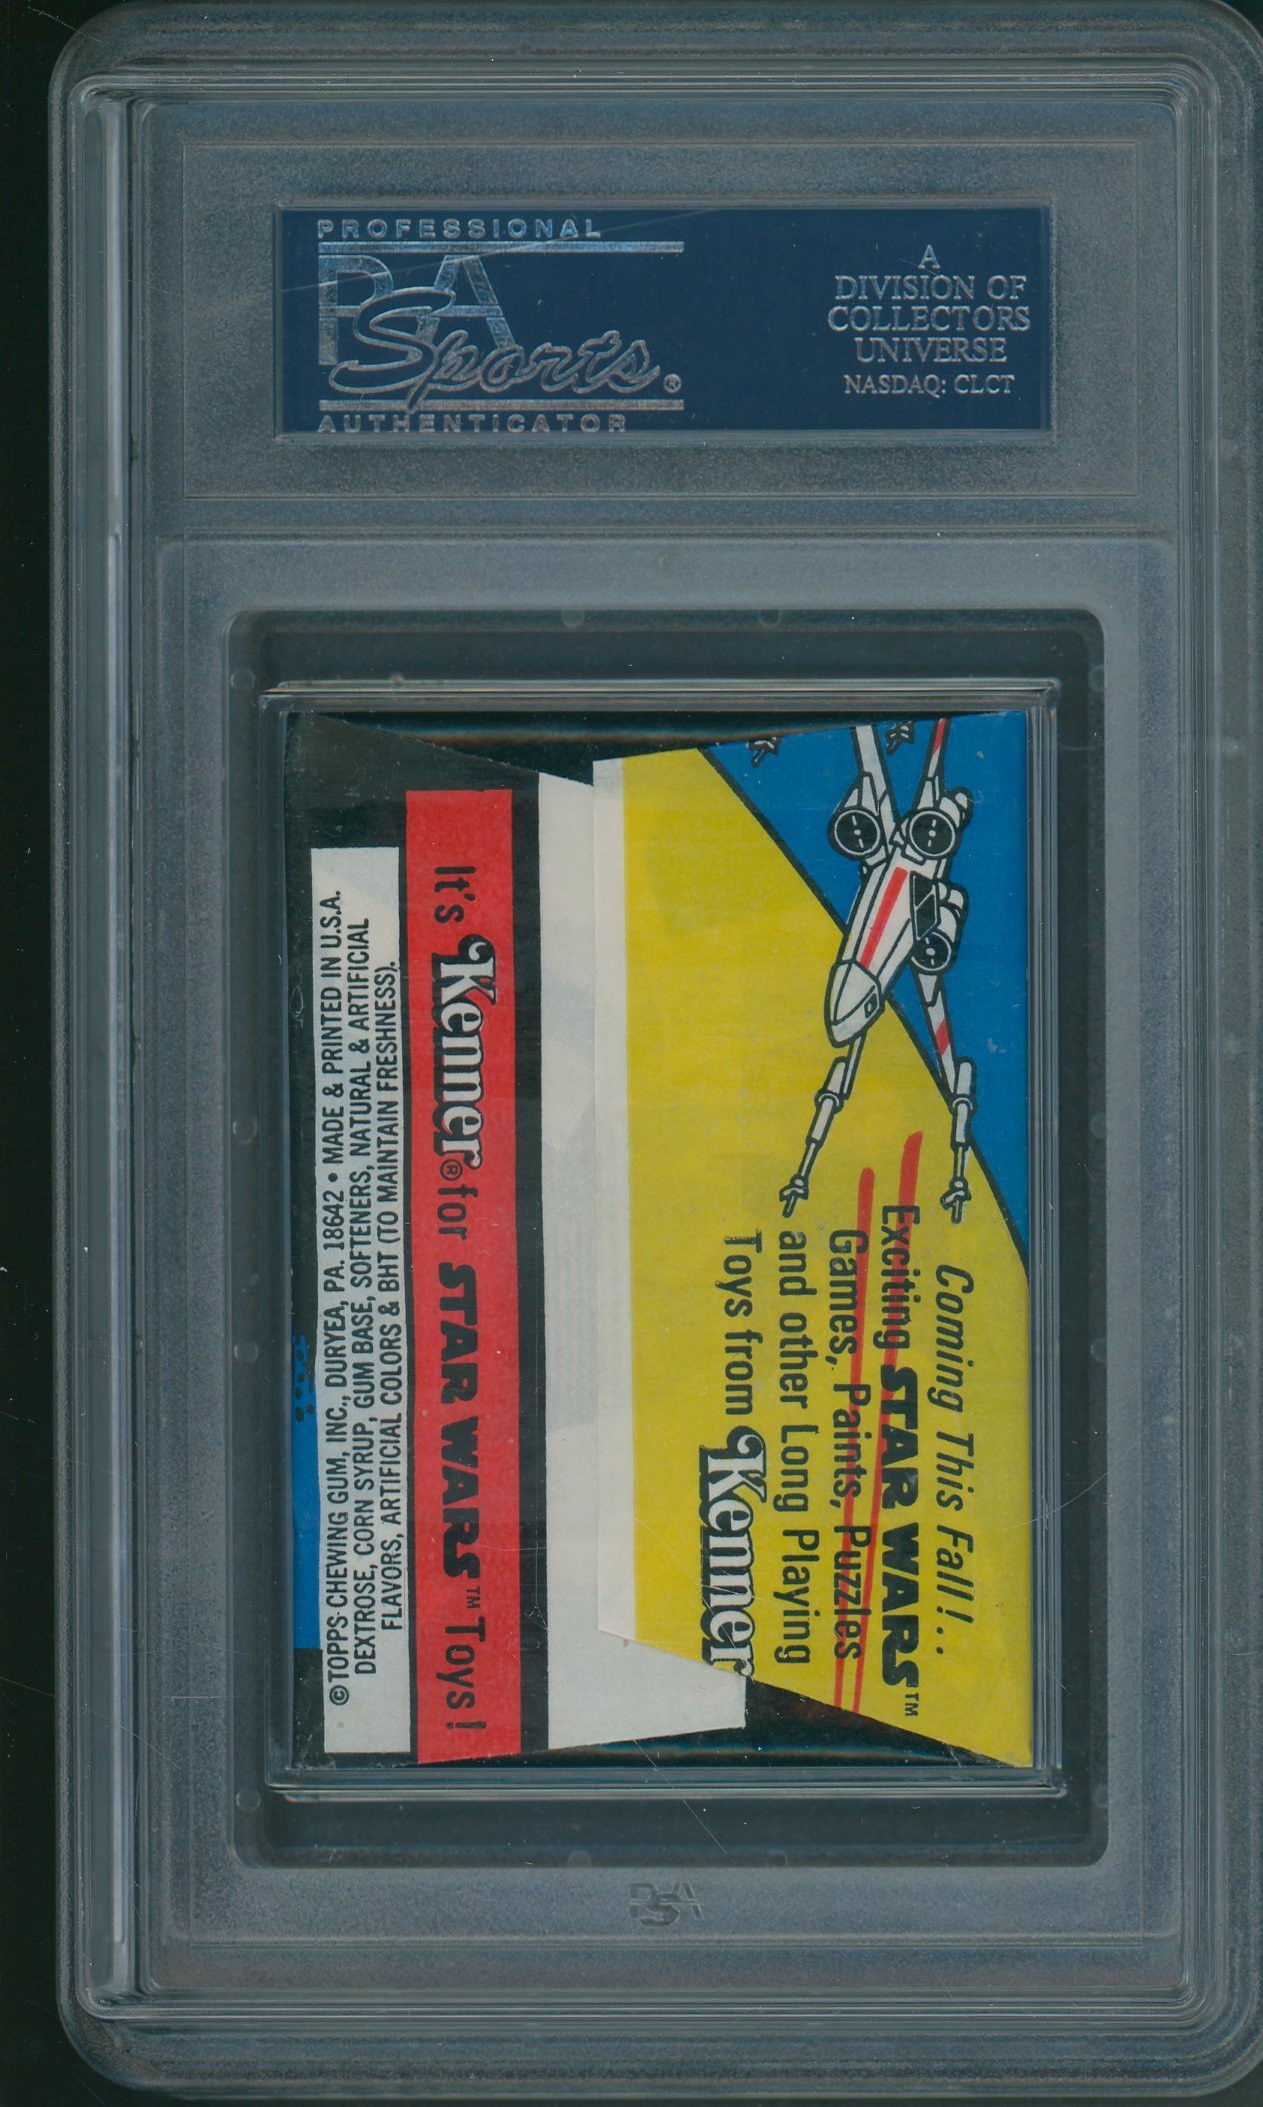 PROFESSIONAL
PSA
Sports®
AUTHENTICATOR
A
DIVISION OF
COLLECTORS
UNIVERSE
NASDAQ: CLCT
Coming This Fall!..
Exciting STAR WARS™
Games, Paints, Puzzles
and other Long Playing
Toys from Kenner
It's Kenner® for STAR WARS™ Toys!
©TOPPS CHEWING GUM, INC., DURYEA, PA. 18642 • MADE & PRINTED IN U.S.A.
DEXTROSE, CORN SYRUP, GUM BASE, SOFTENERS, NATURAL & ARTIFICIAL
FLAVORS, ARTIFICIAL COLORS & BHT (TO MAINTAIN FRESHNESS).
PSA